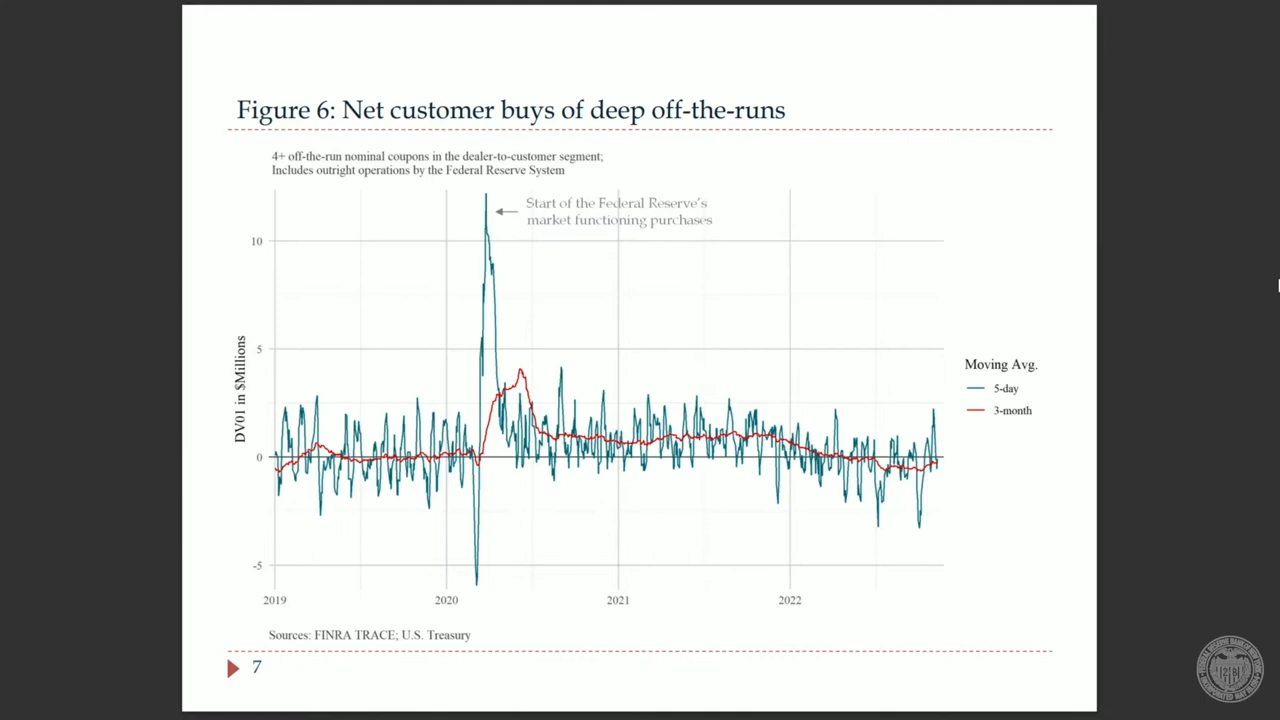 Figure 6: Net customer buys of deep off-the-runs
4+ off-the-run nominal coupons in the dealer-to-customer segment;
Includes outright operations by the Federal Reserve System
Start of the Federal Reserve's
market functioning purchases
10
5
0
-5
DV01 in $Millions
2019
2020
2021
2022
Moving Avg.
5-day
3-month
Sources: FINRA TRACE; U.S. Treasury
7